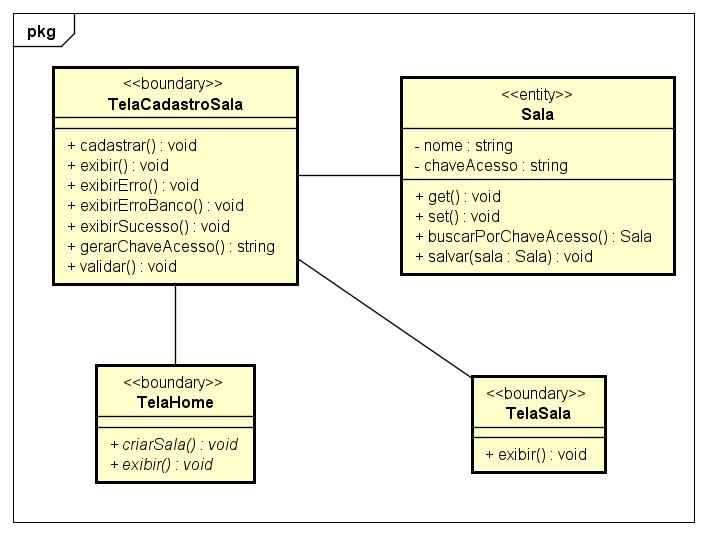 pkg
<<boundary>>
TelaCadastroSala
+ cadastrar() : void
+ exibir() : void
+ exibirErro() : void
+ exibirErroBanco() : void
+ exibirSucesso() : void
+ gerarChaveAcesso() : string
+ validar() : void
<<entity>>
Sala
- nome : string
- chaveAcesso : string
+ get() : void
+ set() : void
+ buscarPorChaveAcesso() : Sala
+ salvar(sala : Sala) : void
<<boundary>>
TelaHome
+ criarSala() : void
+ exibir() : void
<<boundary>>
TelaSala
+ exibir() : void